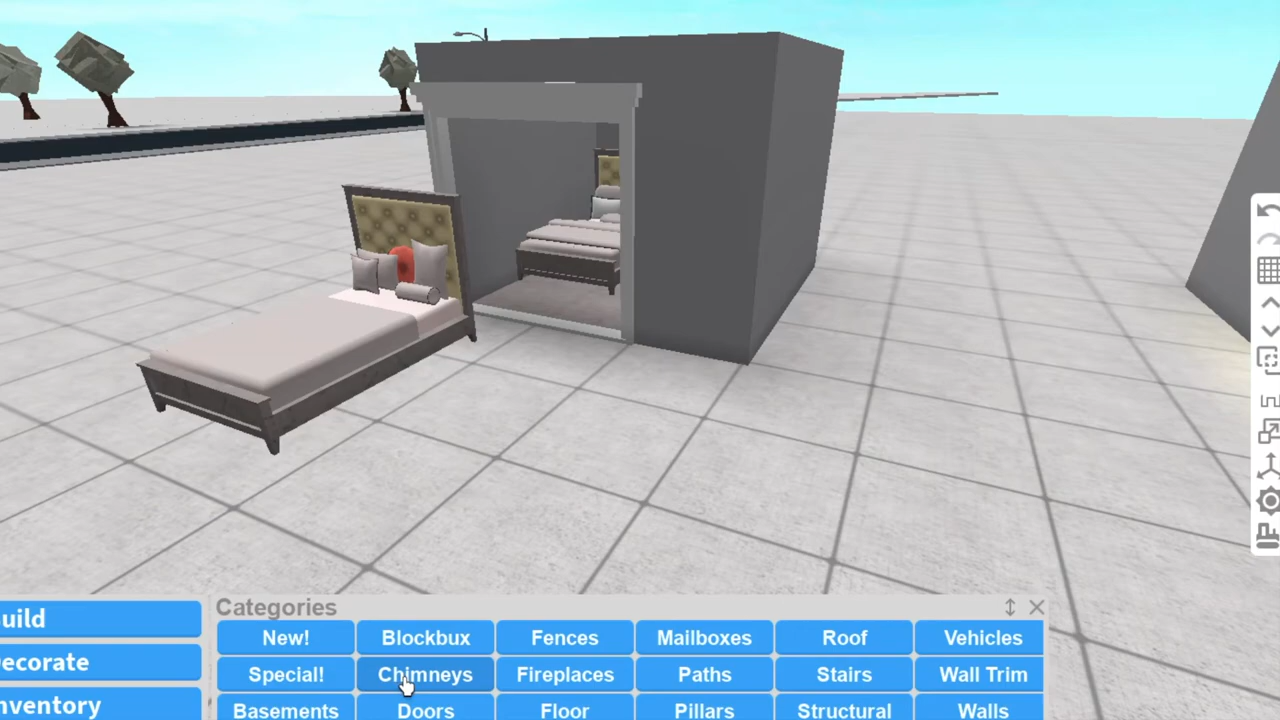 Categories
uild
New! Blockbux Fences Mailboxes Roof Vehicles
ecorate
Special! Chimneys Fireplaces Paths Stairs Wall Trim
nventory
Basements Doors Floor Pillars Structural Walls